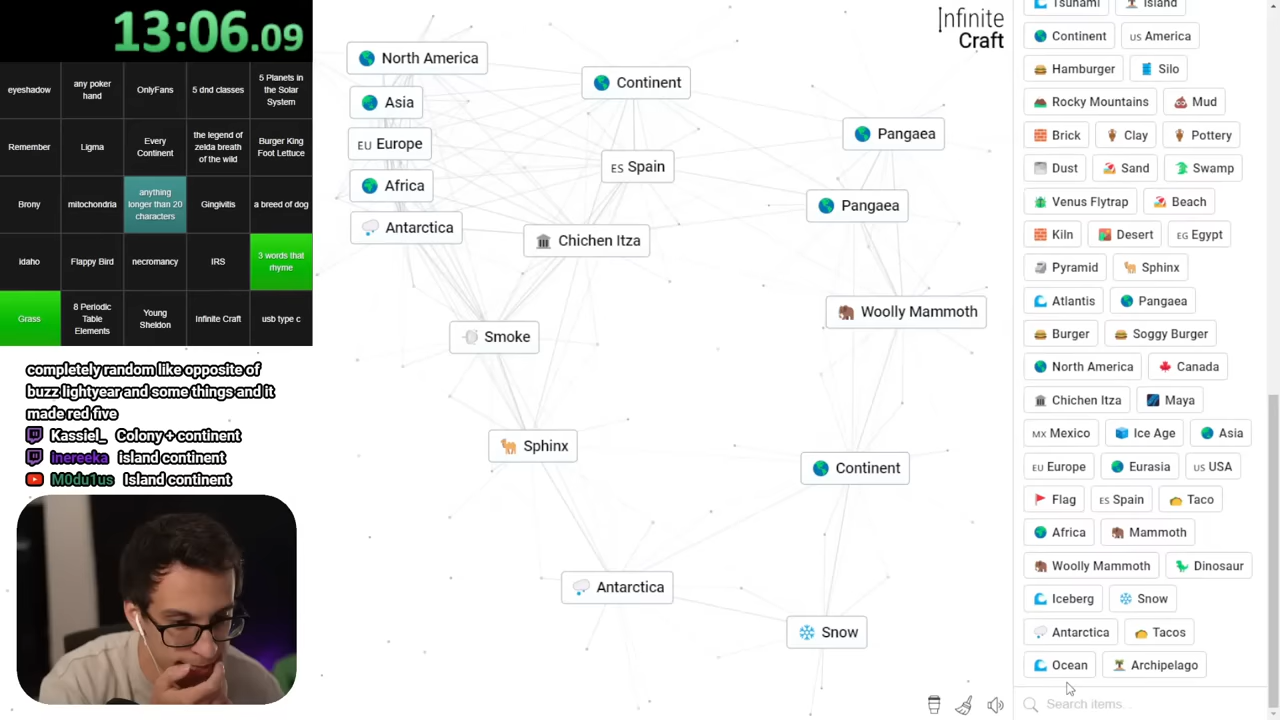 13:06.09
eyeshadow
any poker
hand
OnlyFans
5 dnd classes
5 Planets in
the Solar
System
Remember
Ligma
Every
Continent
the legend of
zelda breath
of the wild
Burger King
Foot Lettuce
Brony
mitochondria
anything
longer than 20
characters
Gingivitis
a breed of dog
idaho
Flappy Bird
necromancy
IRS
3 words that
rhyme
Grass
8 Periodic
Table
Elements
Young
Sheldon
Infinite Craft
usb type c
completely random like opposite of
buzz lightyear and some things and it
made red five
Kassiel_ Colony + continent
Inereeka island continent
M0du1us Island continent
North America
Asia
EU Europe
Africa
Antarctica
Continent
ES Spain
Chichen Itza
Smoke
Sphinx
Antarctica
Pangaea
Pangaea
Woolly Mammoth
Continent
Snow
Infinite
Craft
Tsunami Island
Continent US America
Hamburger Silo
Rocky Mountains Mud
Brick Clay Pottery
Dust Sand Swamp
Venus Flytrap Beach
Kiln Desert EG Egypt
Pyramid Sphinx
Atlantis Pangaea
Burger Soggy Burger
North America Canada
Chichen Itza Maya
MX Mexico Ice Age Asia
EU Europe Eurasia US USA
Flag ES Spain Taco
Africa Mammoth
Woolly Mammoth Dinosaur
Iceberg Snow
Antarctica Tacos
Ocean Archipelago
Search items...